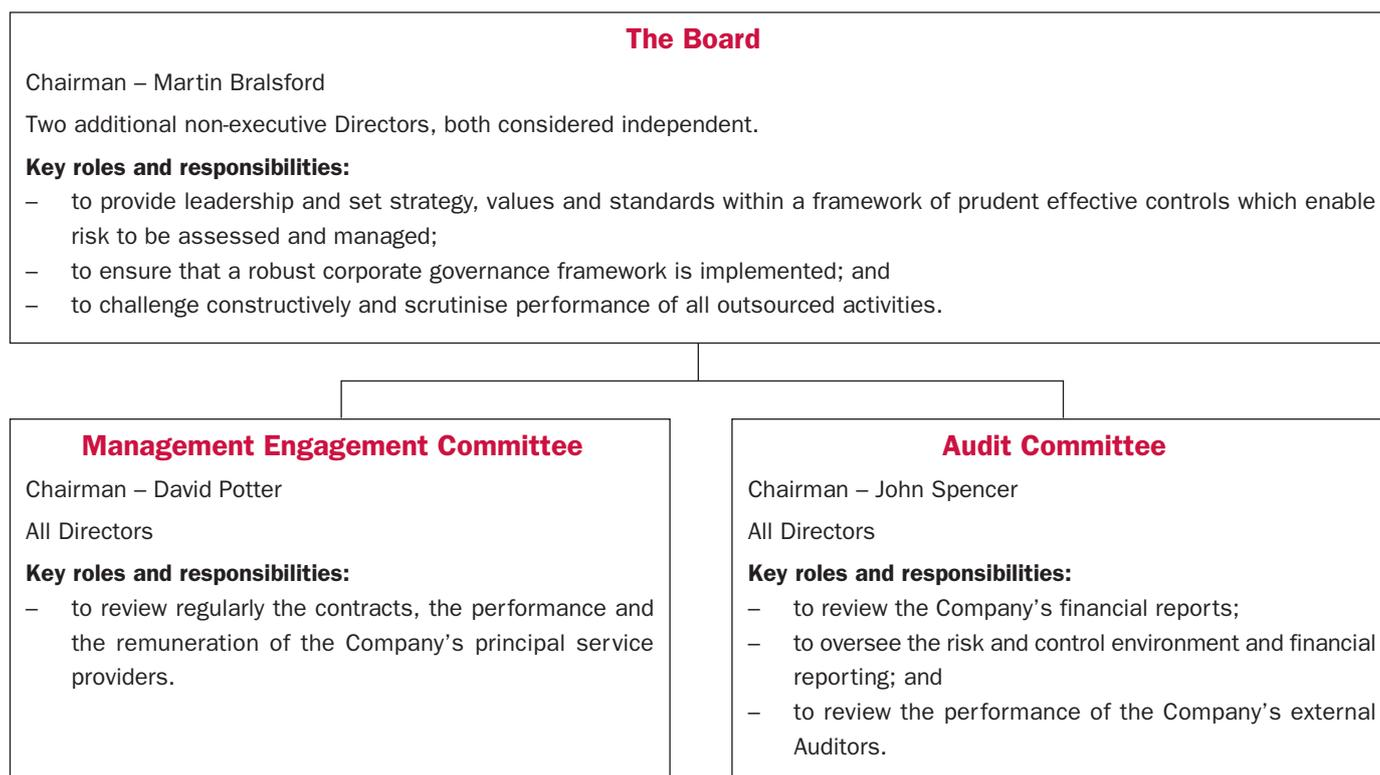 The Board
Chairman – Martin Bralsford
Two additional non-executive Directors, both considered independent.
Key roles and responsibilities:
– to provide leadership and set strategy, values and standards within a framework of prudent effective controls which enable
risk to be assessed and managed;
– to ensure that a robust corporate governance framework is implemented; and
– to challenge constructively and scrutinise performance of all outsourced activities.
Management Engagement Committee
Chairman – David Potter
All Directors
Key roles and responsibilities:
– to review regularly the contracts, the performance and
the remuneration of the Company’s principal service
providers.
Audit Committee
Chairman – John Spencer
All Directors
Key roles and responsibilities:
– to review the Company’s financial reports;
– to oversee the risk and control environment and financial
reporting; and
– to review the performance of the Company’s external
Auditors.